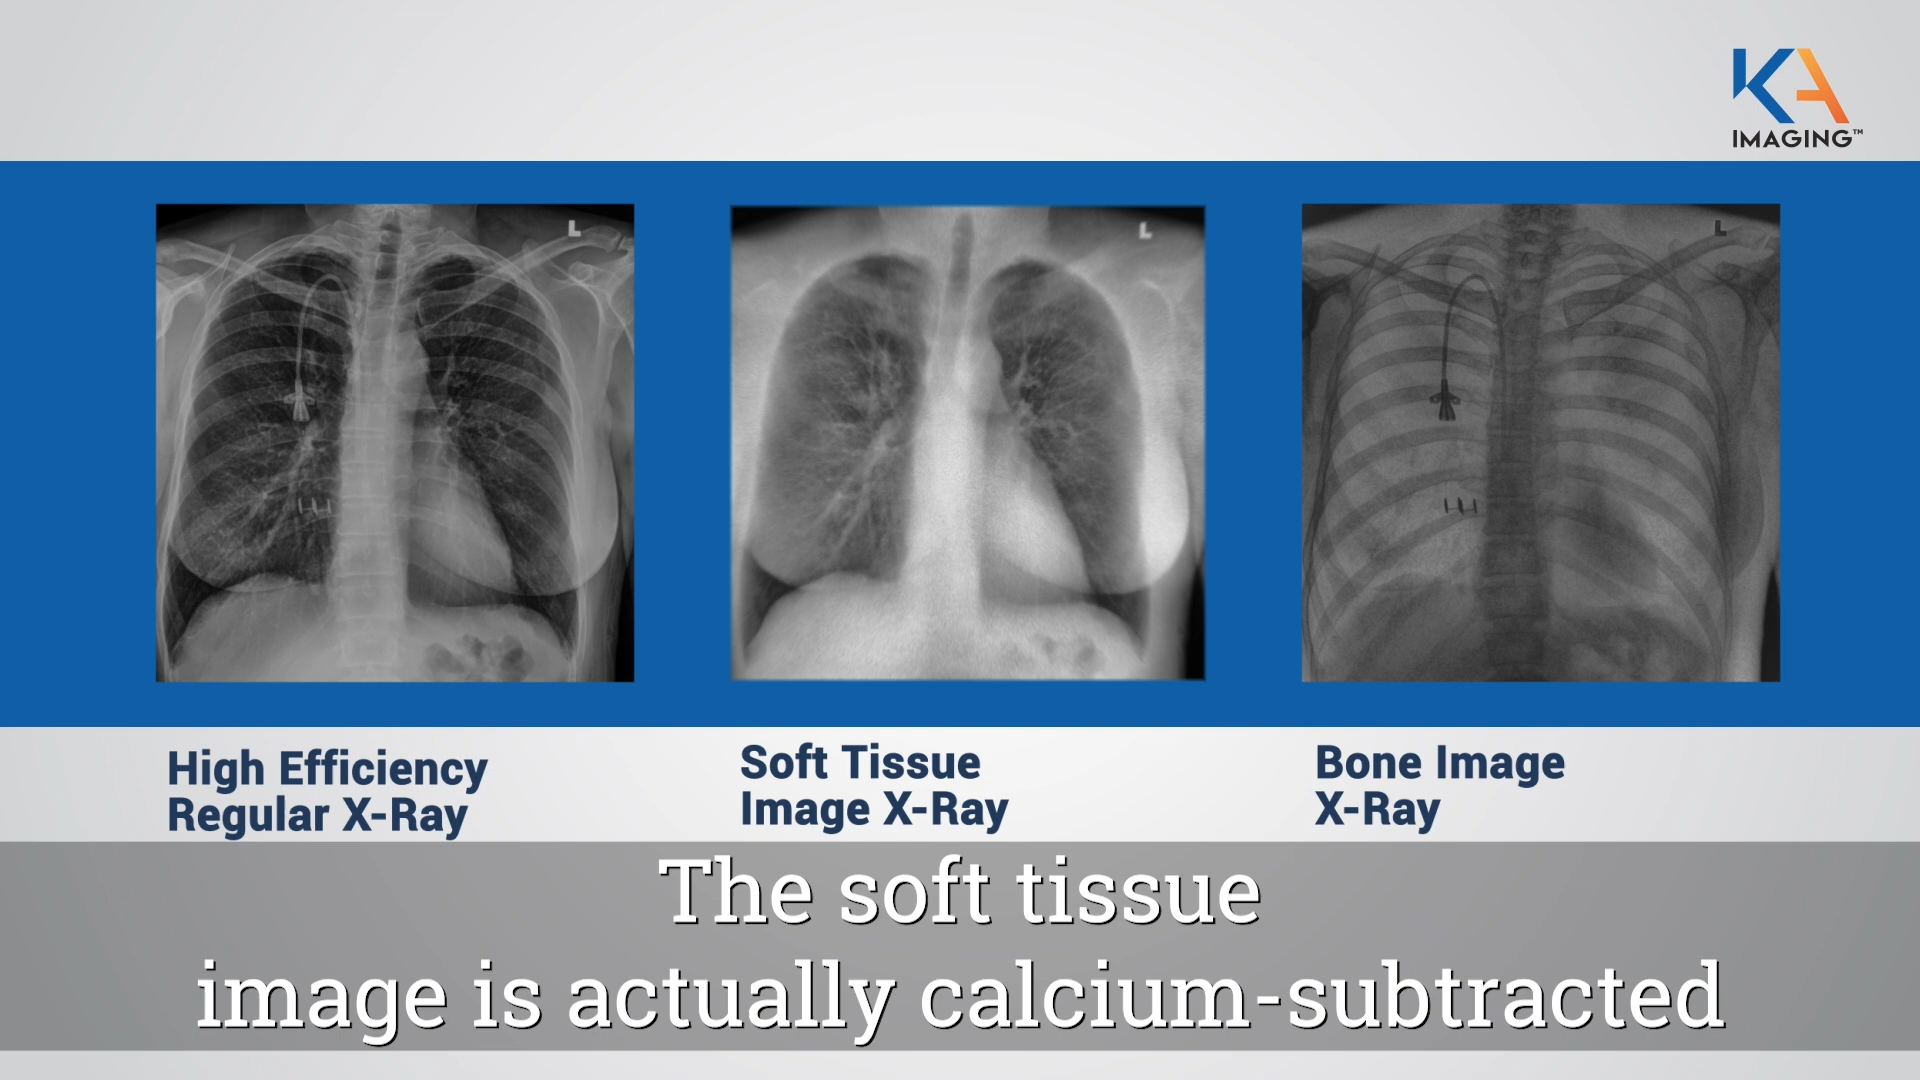 KA
IMAGING™
L
L
L
High Efficiency
Regular X-Ray
Soft Tissue
Image X-Ray
Bone Image
X-Ray
The soft tissue
image is actually calcium-subtracted